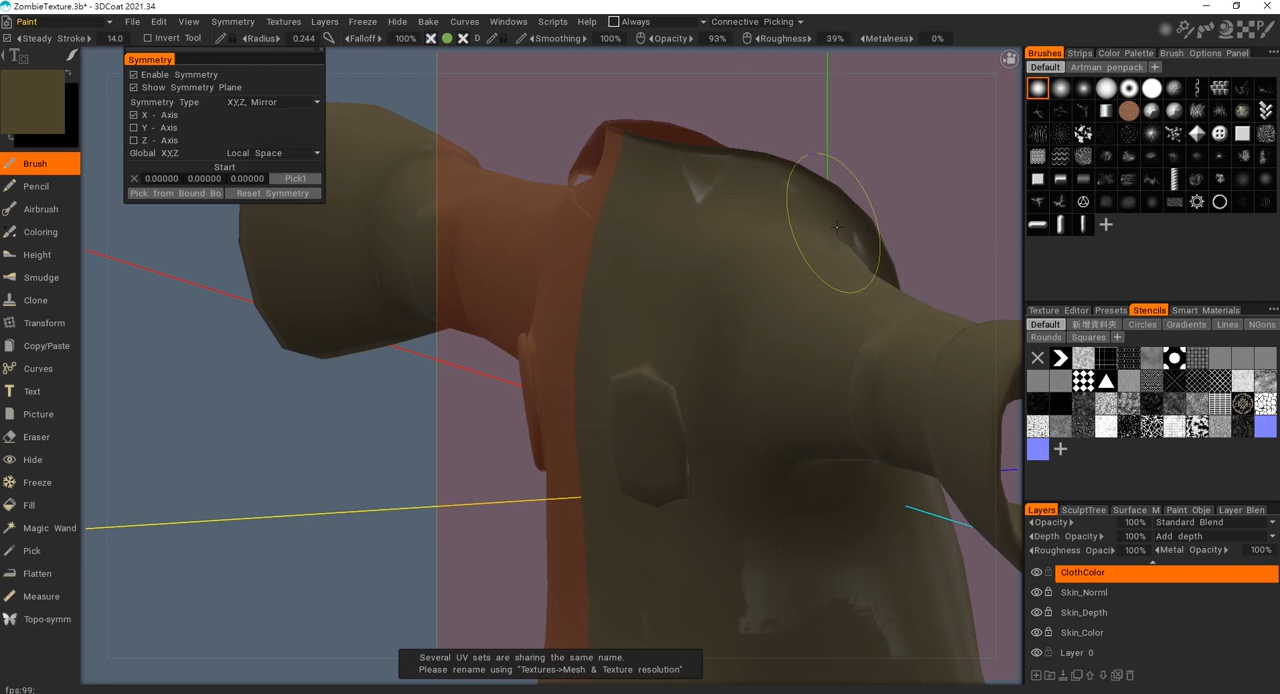 ZombieTexture.3b* - 3DCoat 2021.34
Paint File Edit View Symmetry Textures Layers Freeze Hide Bake Curves Windows Scripts Help Always Connective Picking
Steady Stroke 14.0 Invert Tool Radius 0.244 Falloff 100% D Smoothing 100% Opacity 93% Roughness 39% Metalness 0%
Symmetry
Enable Symmetry
Show Symmetry Plane
Symmetry Type X,Y,Z, Mirror
X - Axis
Y - Axis
Z - Axis
Global X,Y,Z Local Space
Start
0.00000 0.00000 0.00000 Pick1
Pick from Bound Bo Reset Symmetry
Brush
Pencil
Airbrush
Coloring
Height
Smudge
Clone
Transform
Copy/Paste
Curves
Text
Picture
Eraser
Hide
Freeze
Fill
Magic Wand
Pick
Flatten
Measure
Topo-symm
Brushes Strips Color Palette Brush Options Panel
Default Artman penpack
Texture Editor Presets Stencils Smart Materials
Default 新增資料夾 Circles Gradients Lines NGons
Rounds Squares
Layers SculptTree Surface M Paint Obje Layer Blen
Opacity 100% Standard Blend
Depth Opacity 100% Add depth
Roughness Opaci 100% Metal Opacity 100%
ClothColor
Skin_Norml
Skin_Depth
Skin_Color
Layer 0
Several UV sets are sharing the same name.
Please rename using "Textures->Mesh & Texture resolution"
fps:99;